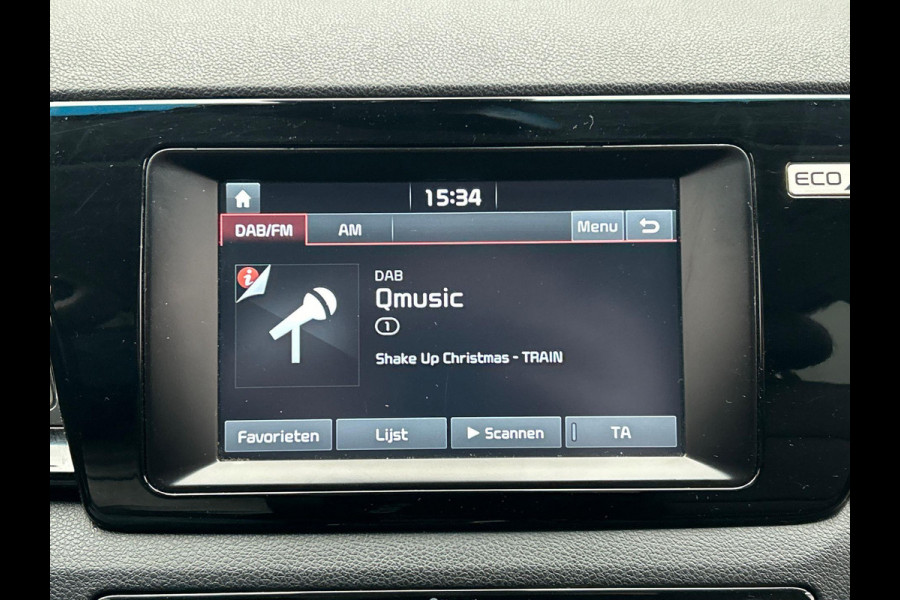 15:34
ECO
DAB/FM
AM
Menu
i
DAB
Qmusic
1
Shake Up Christmas - TRAIN
Favorieten
Lijst
Scannen
TA